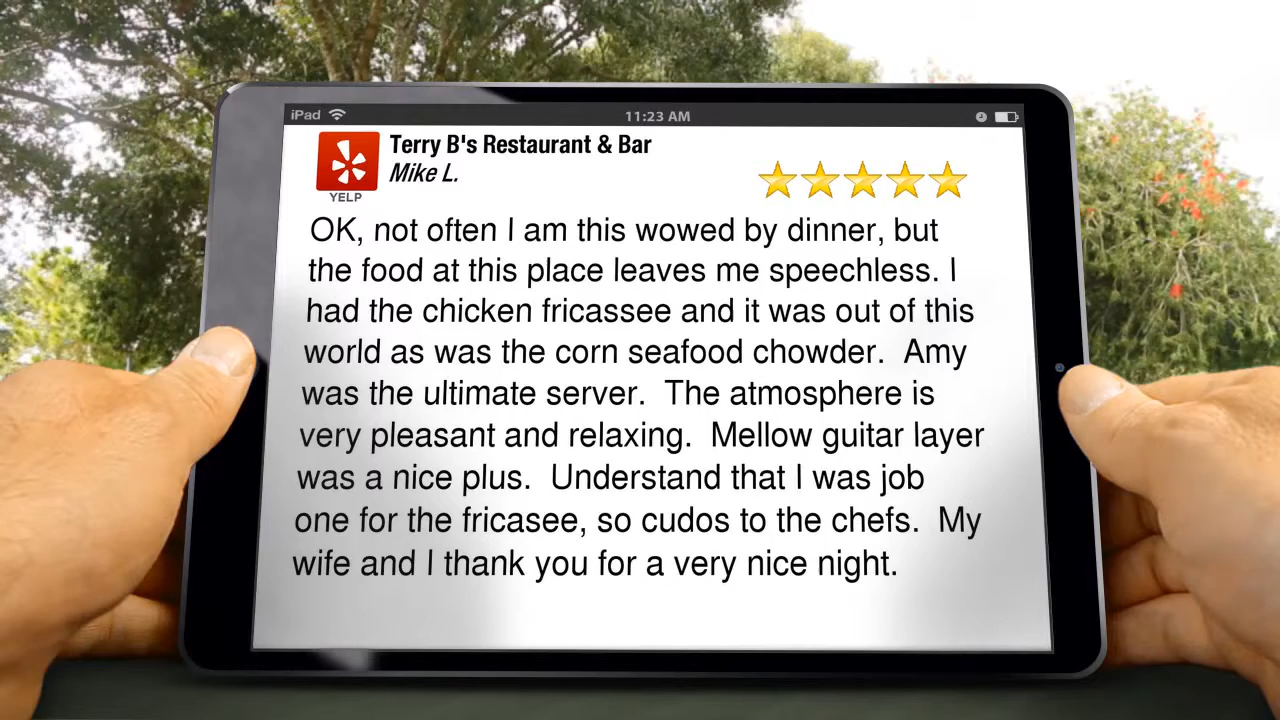 iPad
11:23 AM
Terry B's Restaurant & Bar
Mike L.
YELP
OK, not often I am this wowed by dinner, but
the food at this place leaves me speechless. I
had the chicken fricassee and it was out of this
world as was the corn seafood chowder. Amy
was the ultimate server. The atmosphere is
very pleasant and relaxing. Mellow guitar layer
was a nice plus. Understand that I was job
one for the fricasee, so cudos to the chefs. My
wife and I thank you for a very nice night.